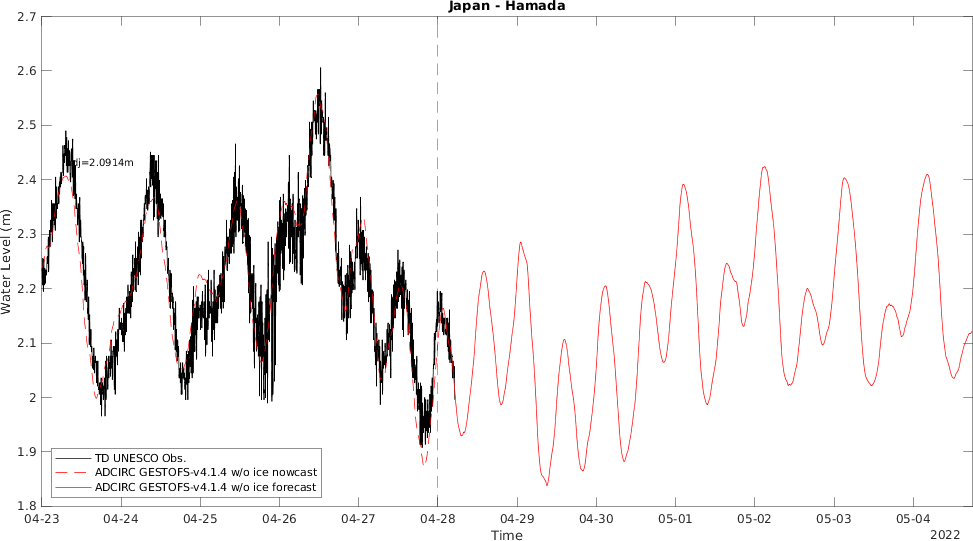 Japan - Hamada
2.7
2.6
2.5
2.4
2.3
2.2
2.1
2
1.9
1.8
Water Level (m)
=2.0914m
TD UNESCO Obs.
ADCIRC GESTOFS-v4.1.4 w/o ice nowcast
ADCIRC GESTOFS-v4.1.4 w/o ice forecast
04-23 04-24 04-25 04-26 04-27 04-28 04-29 04-30 05-01 05-02 05-03 05-04
Time
2022